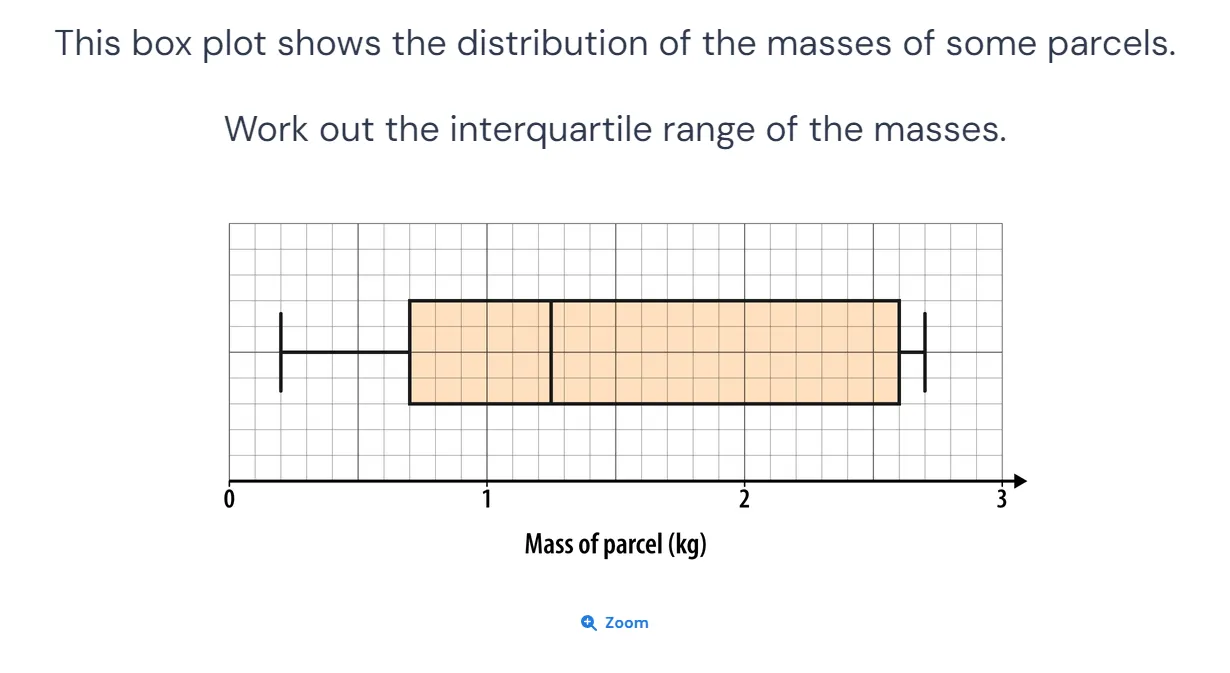 This box plot shows the distribution of the masses of some parcels.
Work out the interquartile range of the masses.
0 1 2 3
Mass of parcel (kg)
Zoom